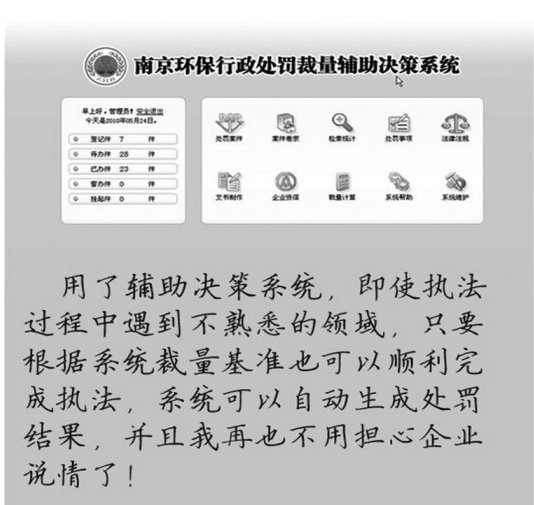 南京环保行政处罚裁量辅助决策系统
早上好，管理员！安全退出
今天是2010年05月24日。
登记件 7 件
待办件 25 件
已办件 23 件
督办件 0 件
挂起件 0 件
处罚案件 案件卷宗 检索统计 处罚事项 法律法规
文书制作 企业诚信 裁量计算 系统帮助 系统维护
用了辅助决策系统，即使执法
过程中遇到不熟悉的领域，只要
根据系统裁量基准也可以顺利完
成执法，系统可以自动生成处罚
结果，并且我再也不用担心企业
说情了！